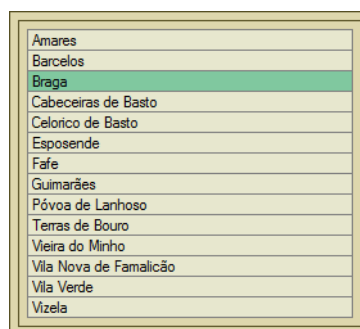 Amares
Barcelos
Braga
Cabeceiras de Basto
Celorico de Basto
Esposende
Fafe
Guimarães
Póvoa de Lanhoso
Terras de Bouro
Vieira do Minho
Vila Nova de Famalicão
Vila Verde
Vizela